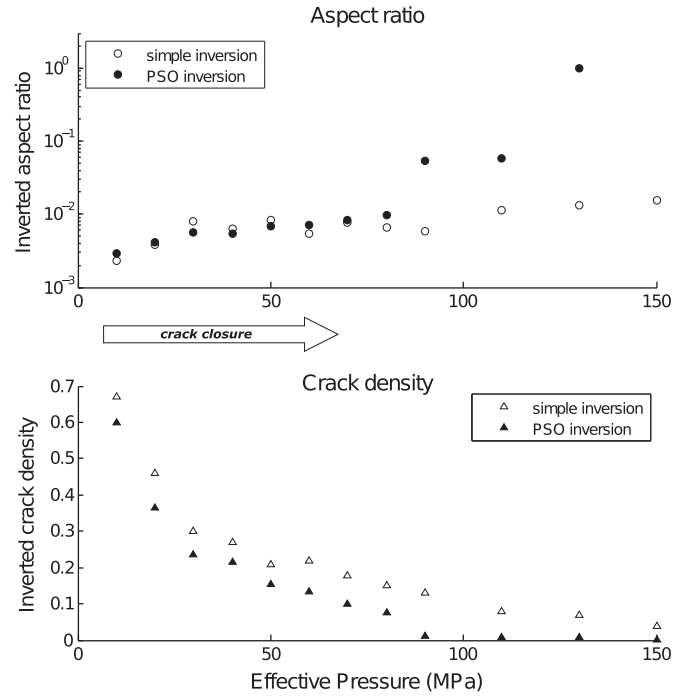 Aspect ratio
simple inversion
PSO inversion
10⁰
10⁻¹
10⁻²
10⁻³
Inverted aspect ratio
0 50 100 150
crack closure
Crack density
simple inversion
PSO inversion
0.7
0.6
0.5
0.4
0.3
0.2
0.1
0
Inverted crack density
0 50 100 150
Effective Pressure (MPa)